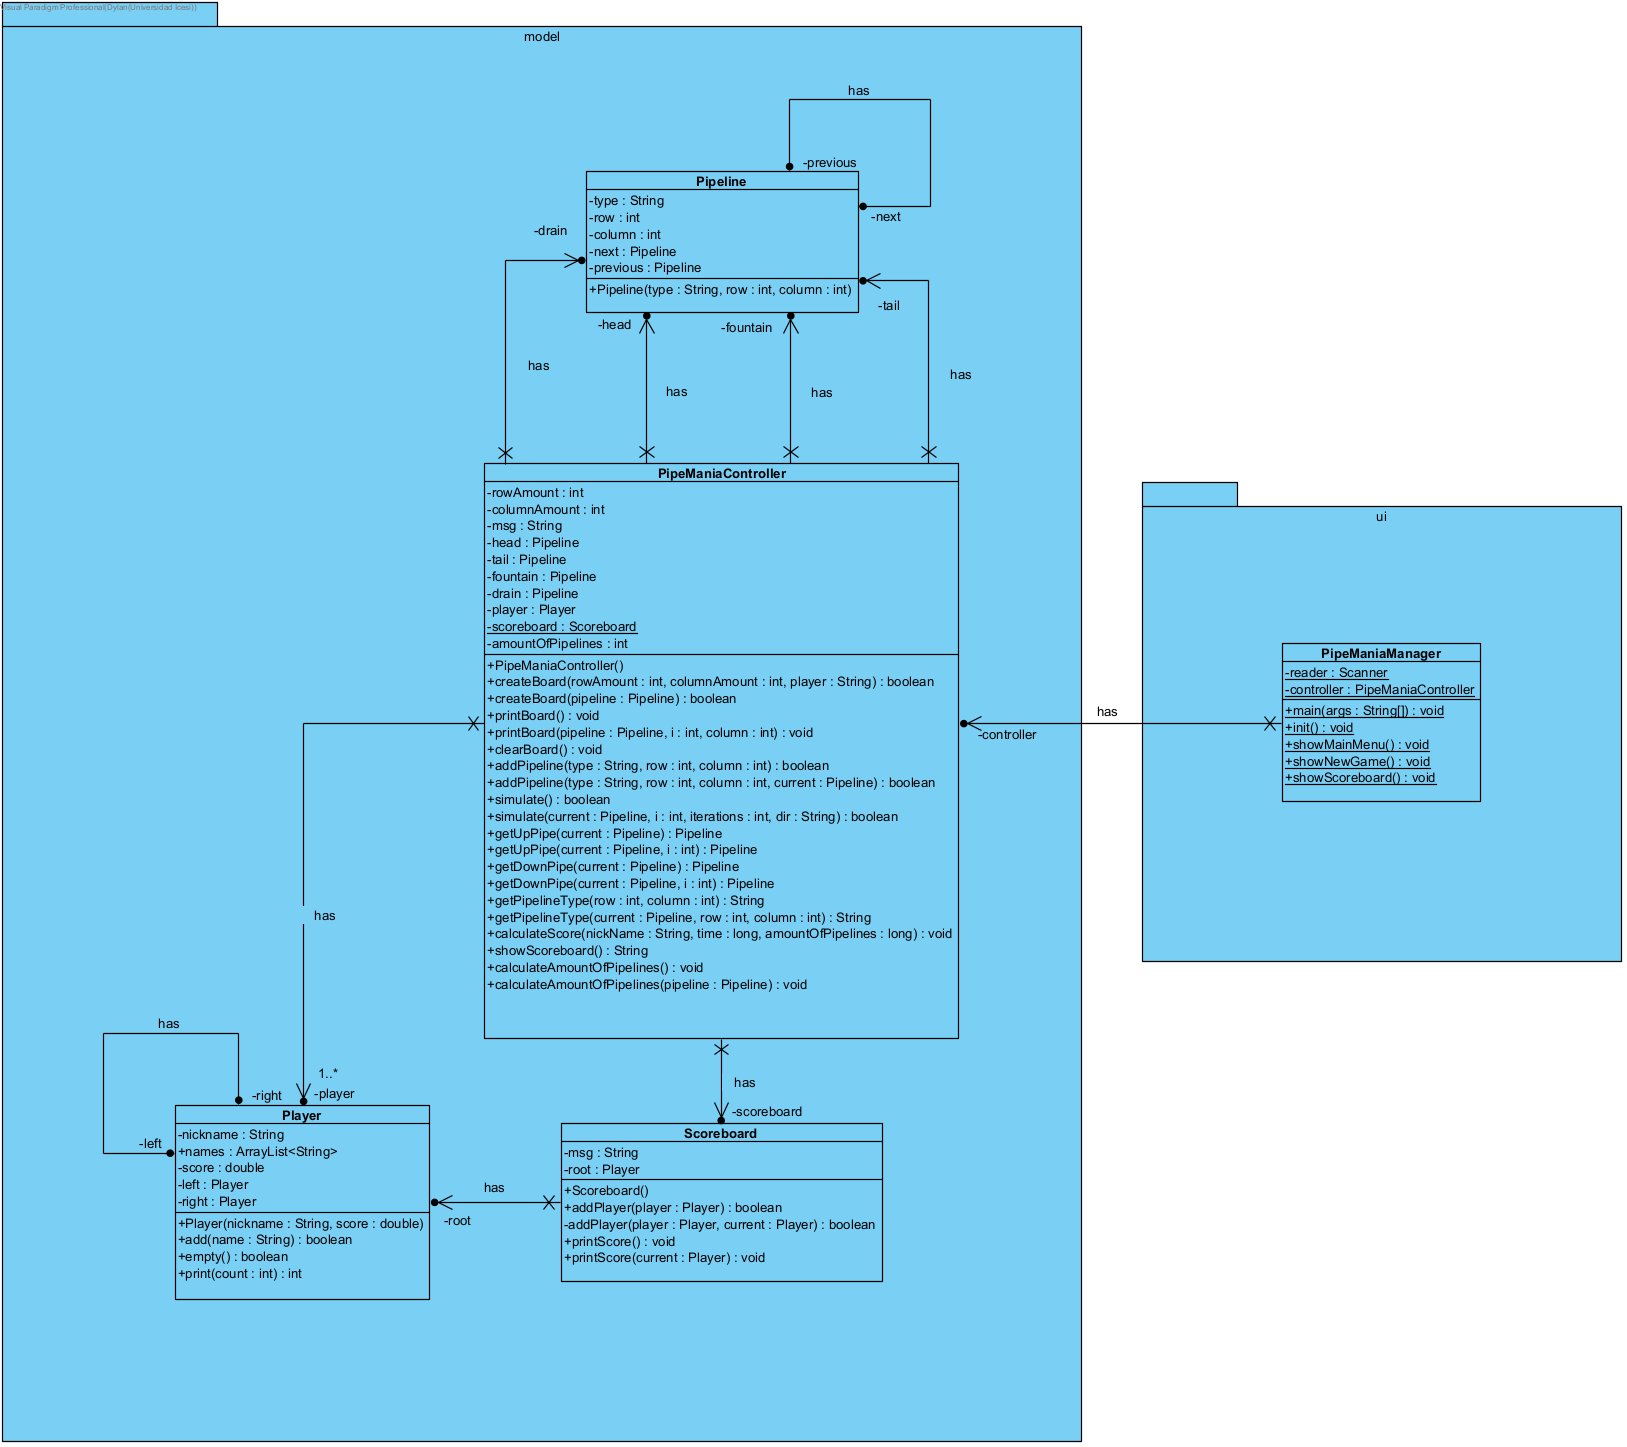 Visual Paradigm Professional(Dylan(Universidad Icesi))
model
has
-previous
Pipeline
-type : String
-row : int
-column : int
-next : Pipeline
-previous : Pipeline
+Pipeline(type : String, row : int, column : int)
-next
-drain
-tail
-head
-fountain
has
has
has
has
PipeManiaController
-rowAmount : int
-columnAmount : int
-msg : String
-head : Pipeline
-tail : Pipeline
-fountain : Pipeline
-drain : Pipeline
-player : Player
-scoreboard : Scoreboard
-amountOfPipelines : int
+PipeManiaController()
+createBoard(rowAmount : int, columnAmount : int, player : String) : boolean
+createBoard(pipeline : Pipeline) : boolean
+printBoard() : void
+printBoard(pipeline : Pipeline, i : int, column : int) : void
+clearBoard() : void
+addPipeline(type : String, row : int, column : int) : boolean
+addPipeline(type : String, row : int, column : int, current : Pipeline) : boolean
+simulate() : boolean
+simulate(current : Pipeline, i : int, iterations : int, dir : String) : boolean
+getUpPipe(current : Pipeline) : Pipeline
+getUpPipe(current : Pipeline, i : int) : Pipeline
+getDownPipe(current : Pipeline) : Pipeline
+getDownPipe(current : Pipeline, i : int) : Pipeline
+getPipelineType(row : int, column : int) : String
+getPipelineType(current : Pipeline, row : int, column : int) : String
+calculateScore(nickName : String, time : long, amountOfPipelines : long) : void
+showScoreboard() : String
+calculateAmountOfPipelines() : void
+calculateAmountOfPipelines(pipeline : Pipeline) : void
ui
PipeManiaManager
-reader : Scanner
-controller : PipeManiaController
+main(args : String[]) : void
+init() : void
+showMainMenu() : void
+showNewGame() : void
+showScoreboard() : void
has
-controller
has
has
1..*
-right
-player
-left
Player
-nickname : String
+names : ArrayList<String>
-score : double
-left : Player
-right : Player
+Player(nickname : String, score : double)
+add(name : String) : boolean
+empty() : boolean
+print(count : int) : int
has
-scoreboard
Scoreboard
-msg : String
-root : Player
+Scoreboard()
+addPlayer(player : Player) : boolean
-addPlayer(player : Player, current : Player) : boolean
+printScore() : void
+printScore(current : Player) : void
has
-root